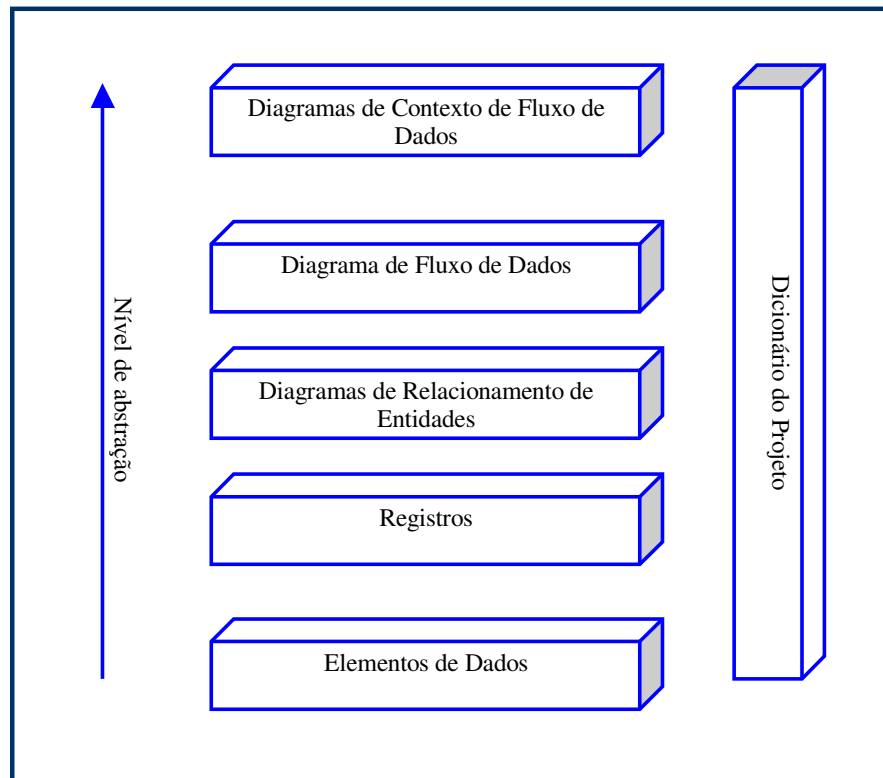 Diagramas de Contexto de Fluxo de
Dados
Diagrama de Fluxo de Dados
Diagramas de Relacionamento de
Entidades
Registros
Elementos de Dados
Nível de abstração
Dicionário do Projeto